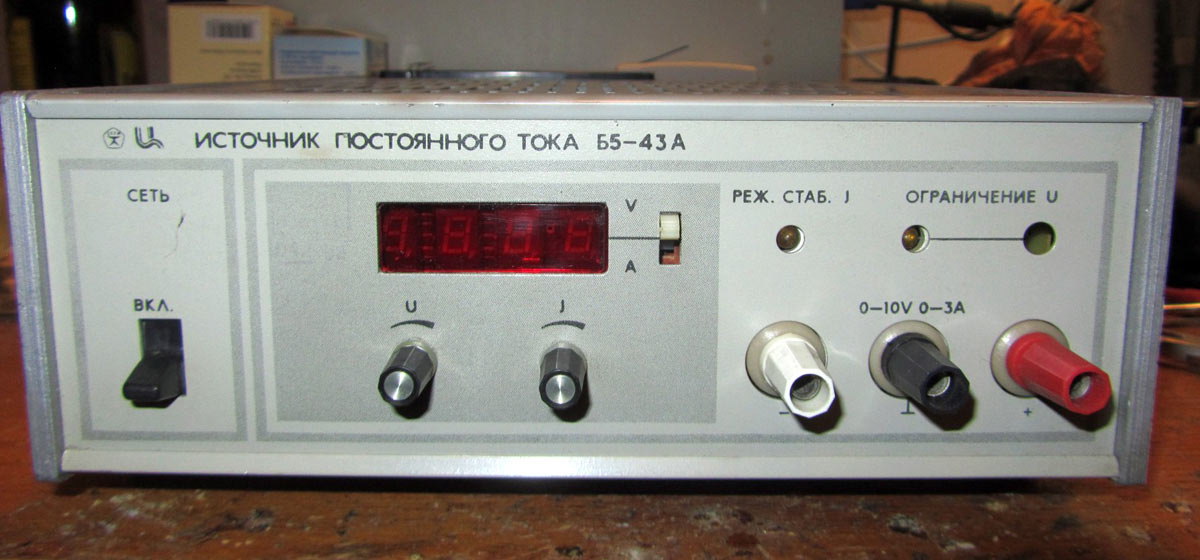 ИСТОЧНИК ПОСТОЯННОГО ТОКА Б5-43А
СЕТЬ
ВКЛ.
V
A
U
J
РЕЖ. СТАБ. J
ОГРАНИЧЕНИЕ U
0-10V 0-3A
-
⊥
+